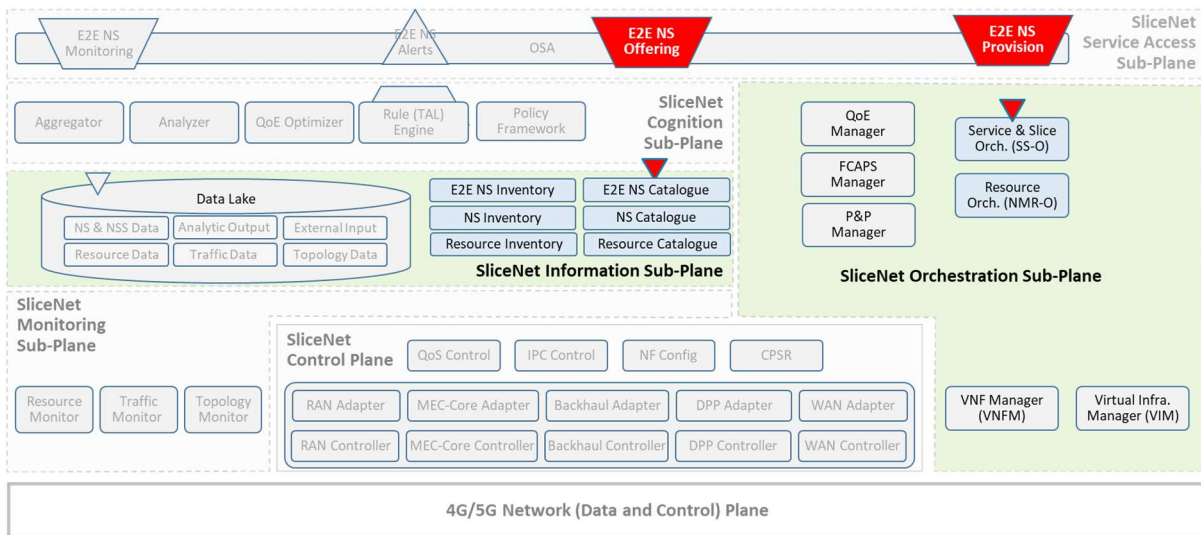 E2E NS
Monitoring
E2E NS
Alerts
OSA
E2E NS
Offering
E2E NS
Provision
SliceNet
Service Access
Sub-Plane
Aggregator
Analyzer
QoE Optimizer
Rule (TAL)
Engine
Policy
Framework
SliceNet
Cognition
Sub-Plane
QoE
Manager
FCAPS
Manager
P&P
Manager
Service & Slice
Orch. (SS-O)
Resource
Orch. (NMR-O)
SliceNet Orchestration Sub-Plane
Data Lake
NS & NSS Data
Analytic Output
External Input
Resource Data
Traffic Data
Topology Data
E2E NS Inventory
E2E NS Catalogue
NS Inventory
NS Catalogue
Resource Inventory
Resource Catalogue
SliceNet Information Sub-Plane
SliceNet
Monitoring
Sub-Plane
Resource
Monitor
Traffic
Monitor
Topology
Monitor
SliceNet
Control Plane
QoS Control
IPC Control
NF Config
CPSR
RAN Adapter
MEC-Core Adapter
Backhaul Adapter
DPP Adapter
WAN Adapter
RAN Controller
MEC-Core Controller
Backhaul Controller
DPP Controller
WAN Controller
VNF Manager
(VNFM)
Virtual Infra.
Manager (VIM)
4G/5G Network (Data and Control) Plane